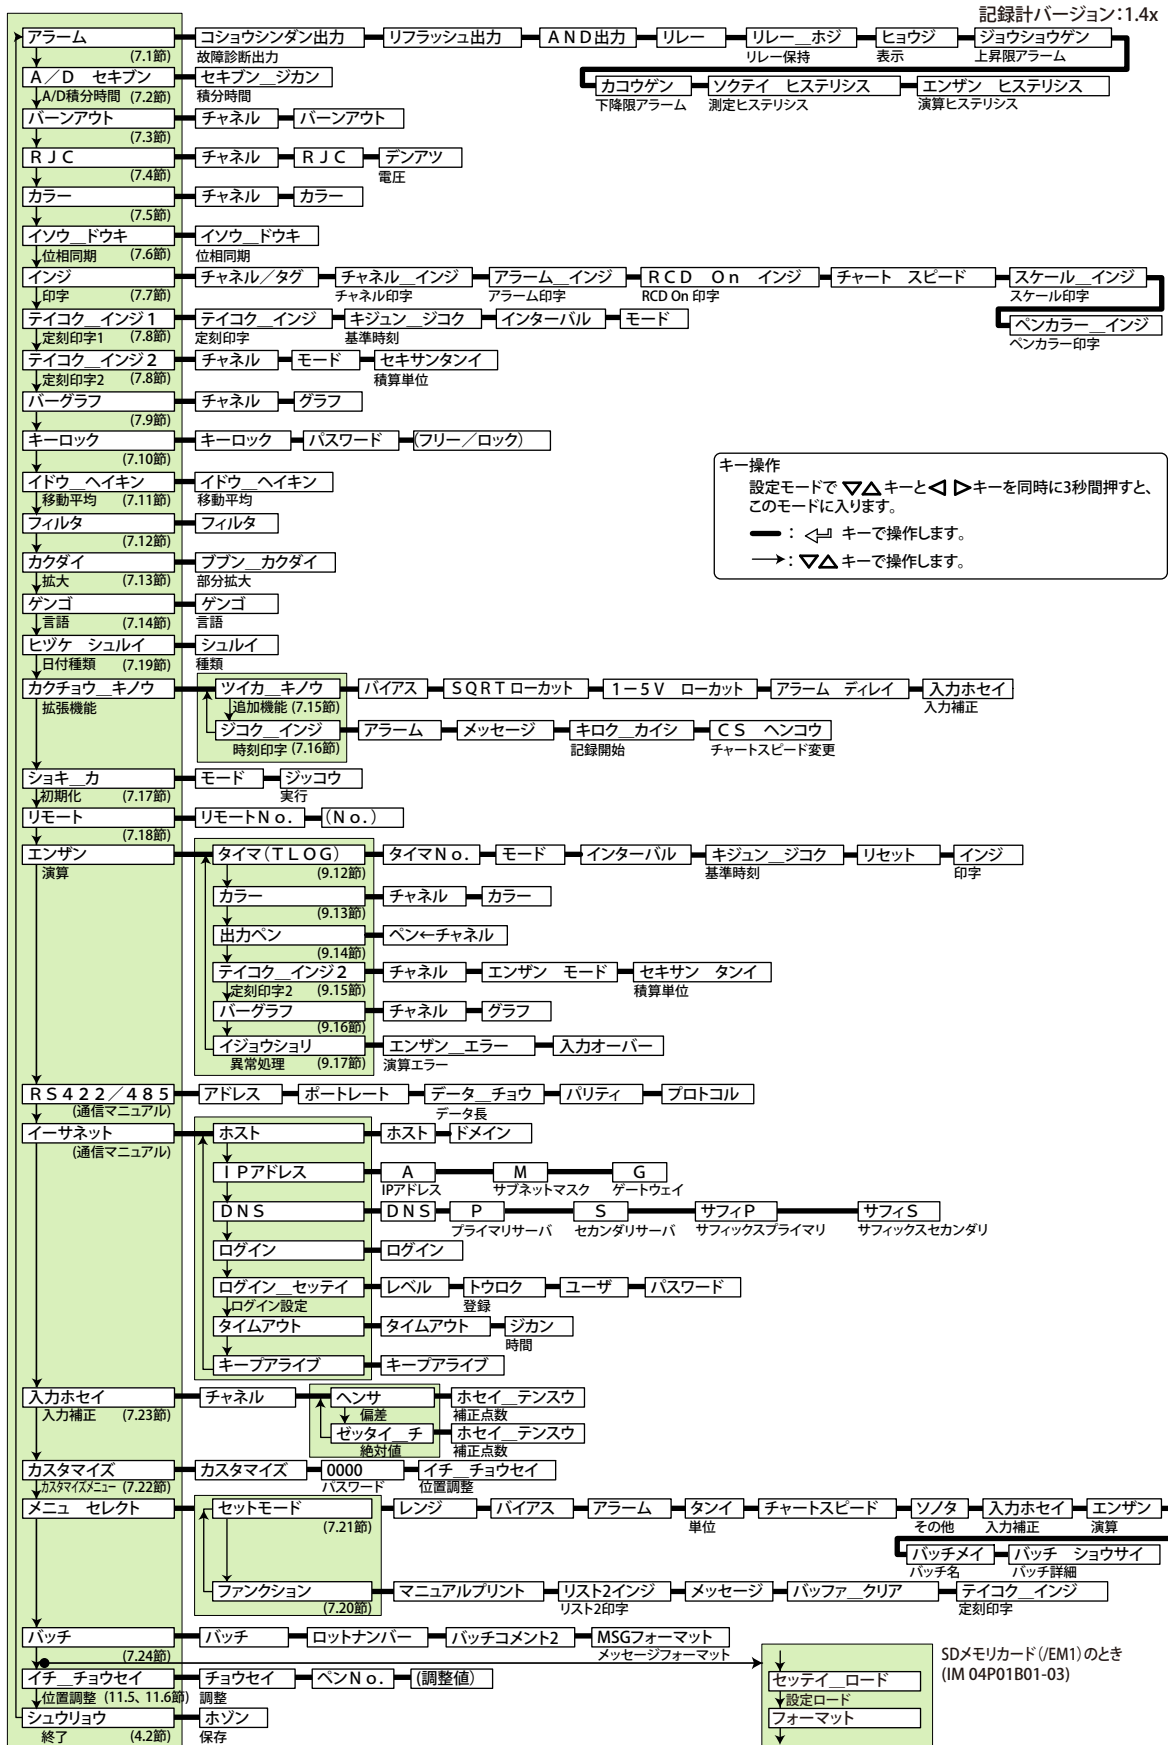 記録計バージョン：1.4x
アラーム コショウシンダン出力 リフラッシュ出力 ＡＮＤ出力 リレー リレー＿ホジ ヒョウジ ジョウショウゲン
(7.1節) 故障診断出力 リレー保持 表示 上昇限アラーム
Ａ／Ｄ　セキブン セキブン＿ジカン カコウゲン ソクテイ　ヒステリシス エンザン　ヒステリシス
A/D積分時間 (7.2節) 積分時間 下降限アラーム 測定ヒステリシス 演算ヒステリシス
バーンアウト チャネル バーンアウト
(7.3節)
ＲＪＣ チャネル ＲＪＣ デンアツ
(7.4節) 電圧
カラー チャネル カラー
(7.5節)
イソウ＿ドウキ イソウ＿ドウキ
位相同期 (7.6節) 位相同期
インジ チャネル／タグ チャネル＿インジ アラーム＿インジ ＲＣＤ　Ｏｎ　インジ チャート　スピード スケール＿インジ
印字 (7.7節) チャネル印字 アラーム印字 RCD On 印字 スケール印字
テイコク＿インジ１ テイコク＿インジ キジュン＿ジコク インターバル モード ペンカラー＿インジ
定刻印字1 (7.8節) 定刻印字 基準時刻 ペンカラー印字
テイコク＿インジ２ チャネル モード セキサンタンイ
定刻印字2 (7.8節) 積算単位
バーグラフ チャネル グラフ
(7.9節)
キーロック キーロック パスワード (フリー／ロック)
(7.10節)
イドウ＿ヘイキン イドウ＿ヘイキン
移動平均 (7.11節) 移動平均
フィルタ フィルタ
(7.12節)
カクダイ ブブン＿カクダイ
拡大 (7.13節) 部分拡大
ゲンゴ ゲンゴ
言語 (7.14節) 言語
キー操作
設定モードで ▽△ キーと◁ ▷キーを同時に3秒間押すと、
このモードに入ります。
： キーで操作します。
：▽△ キーで操作します。
ヒヅケ　シュルイ シュルイ
日付種類 (7.19節) 種類
カクチョウ＿キノウ ツイカ＿キノウ バイアス ＳＱＲＴローカット １－５Ｖ　ローカット アラーム　ディレイ 入力ホセイ
拡張機能 追加機能 (7.15節) 入力補正
ジコク＿インジ アラーム メッセージ キロク＿カイシ ＣＳ　ヘンコウ
時刻印字 (7.16節) 記録開始 チャートスピード変更
ショキ＿カ モード ジッコウ
初期化 (7.17節) 実行
リモート リモートＮｏ． (Ｎｏ．)
(7.18節)
エンザン タイマ(ＴＬＯＧ) タイマＮｏ． モード インターバル キジュン＿ジコク リセット インジ
演算 (9.12節) 基準時刻 印字
カラー チャネル カラー
(9.13節)
出力ペン ペン←チャネル
(9.14節)
テイコク＿インジ２ チャネル エンザン　モード セキサン　タンイ
定刻印字2 (9.15節) 積算単位
バーグラフ チャネル グラフ
(9.16節)
イジョウショリ エンザン＿エラー 入力オーバー
異常処理 (9.17節) 演算エラー
ＲＳ４２２／４８５ アドレス ボートレート データ＿チョウ パリティ プロトコル
(通信マニュアル) データ長
イーサネット ホスト ホスト ドメイン
(通信マニュアル)
ＩＰアドレス Ａ Ｍ Ｇ
IPアドレス サブネットマスク ゲートウェイ
ＤＮＳ ＤＮＳ Ｐ Ｓ サフィＰ サフィＳ
プライマリサーバ セカンダリサーバ サフィックスプライマリ サフィックスセカンダリ
ログイン ログイン
ログイン＿セッテイ レベル トウロク ユーザ パスワード
ログイン設定 登録
タイムアウト タイムアウト ジカン
時間
キープアライブ キープアライブ
入力ホセイ チャネル ヘンサ ホセイ＿テンスウ
入力補正 (7.23節) 偏差 補正点数
ゼッタイ＿チ ホセイ＿テンスウ
絶対値 補正点数
カスタマイズ カスタマイズ 0000 イチ＿チョウセイ
カスタマイズメニュー (7.22節) パスワード 位置調整
メニュー　セレクト セットモード レンジ バイアス アラーム タンイ チャートスピード ソノタ 入力ホセイ エンザン
(7.21節) 単位 その他 入力補正 演算
バッチメイ バッチ　ショウサイ
バッチ名 バッチ詳細
ファンクション マニュアルプリント リスト2インジ メッセージ バッファ＿クリア テイコク＿インジ
(7.20節) リスト2印字 定刻印字
バッチ バッチ ロットナンバー バッチコメント2 MSGフォーマット
(7.24節) メッセージフォーマット
イチ＿チョウセイ チョウセイ ペンＮｏ． (調整値)
位置調整 (11.5、11.6節) 調整
シュウリョウ ホゾン
終了 (4.2節) 保存
SDメモリカード(/EM1)のとき
(IM 04P01B01-03)
セッテイ＿ロード
設定ロード
フォーマット